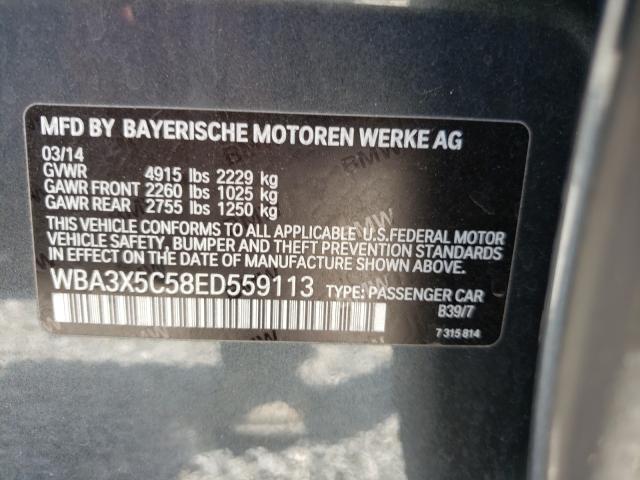 MFD BY BAYERISCHE MOTOREN WERKE AG
03/14
GVWR 4915 lbs 2229 kg
GAWR FRONT 2260 lbs 1025 kg
GAWR REAR 2755 lbs 1250 kg
THIS VEHICLE CONFORMS TO ALL APPLICABLE U.S.FEDERAL MOTOR
VEHICLE SAFETY, BUMPER AND THEFT PREVENTION STANDARDS
IN EFFECT ON THE DATE OF MANUFACTURE SHOWN ABOVE.
WBA3X5C58ED559113 TYPE: PASSENGER CAR
B39/7
7 315 814